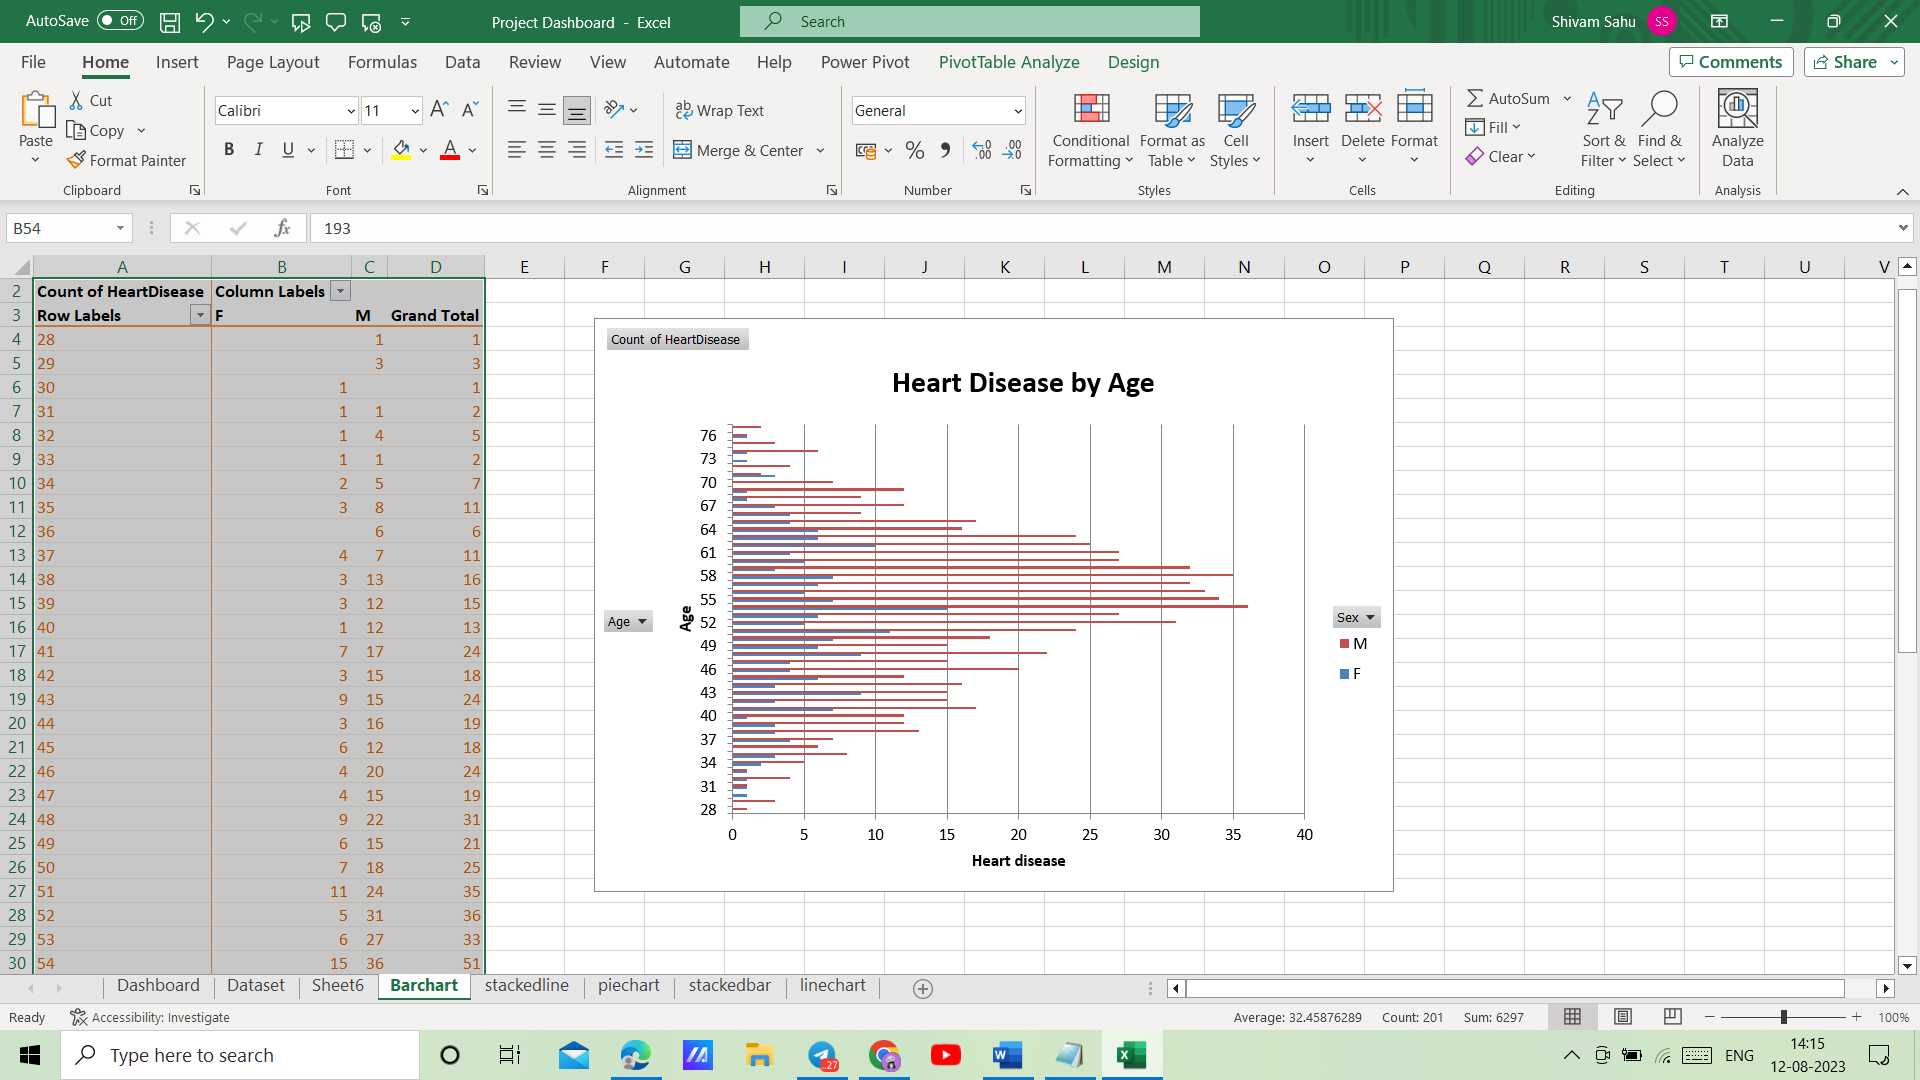 AutoSave Off Project Dashboard - Excel Search Shivam Sahu SS
File Home Insert Page Layout Formulas Data Review View Automate Help Power Pivot PivotTable Analyze Design Comments Share
Paste Cut Copy Format Painter Clipboard
Calibri 11 B I U A A Font
ab Wrap Text Merge & Center Alignment
General % Number
Conditional Formatting Format as Table Cell Styles Styles
Insert Delete Format Cells
AutoSum Fill Clear Sort & Filter Find & Select Editing
Analyze Data Analysis
B54 fx 193
A B C D E F G H I J K L M N O P Q R S T U V
2 Count of HeartDisease Column Labels
3 Row Labels F M Grand Total
4 28 1 1
5 29 3 3
6 30 1 1
7 31 1 1 2
8 32 1 4 5
9 33 1 1 2
10 34 2 5 7
11 35 3 8 11
12 36 6 6
13 37 4 7 11
14 38 3 13 16
15 39 3 12 15
16 40 1 12 13
17 41 7 17 24
18 42 3 15 18
19 43 9 15 24
20 44 3 16 19
21 45 6 12 18
22 46 4 20 24
23 47 4 15 19
24 48 9 22 31
25 49 6 15 21
26 50 7 18 25
27 51 11 24 35
28 52 5 31 36
29 53 6 27 33
30 54 15 36 51
Count of HeartDisease
Heart Disease by Age
76
73
70
67
64
61
58
55
52
49
46
43
40
37
34
31
28
Age
Age
0 5 10 15 20 25 30 35 40
Heart disease
Sex
M
F
Dashboard Dataset Sheet6 Barchart stackedline piechart stackedbar linechart
Ready Accessibility: Investigate Average: 32.45876289 Count: 201 Sum: 6297 100%
Type here to search ENG 14:15
12-08-2023